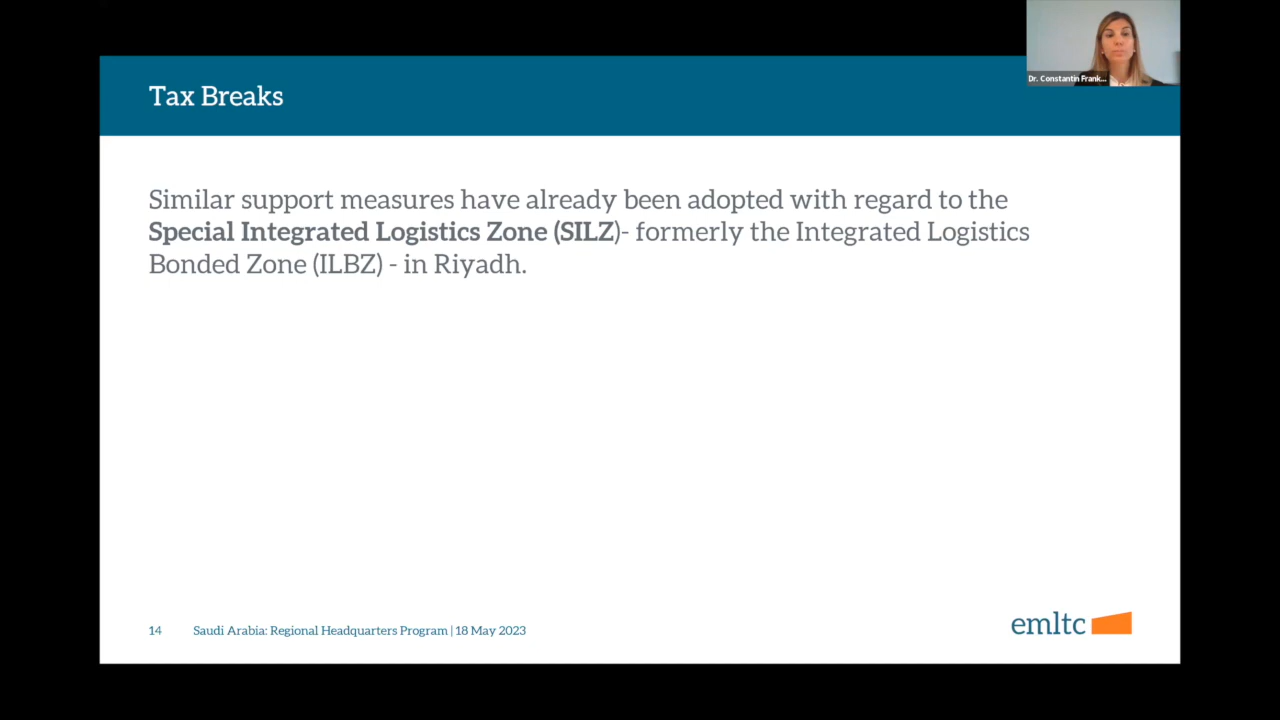 Dr. Constantin Frank...
Tax Breaks
Similar support measures have already been adopted with regard to the
Special Integrated Logistics Zone (SILZ)- formerly the Integrated Logistics
Bonded Zone (ILBZ) - in Riyadh.
14 Saudi Arabia: Regional Headquarters Program | 18 May 2023
emltc